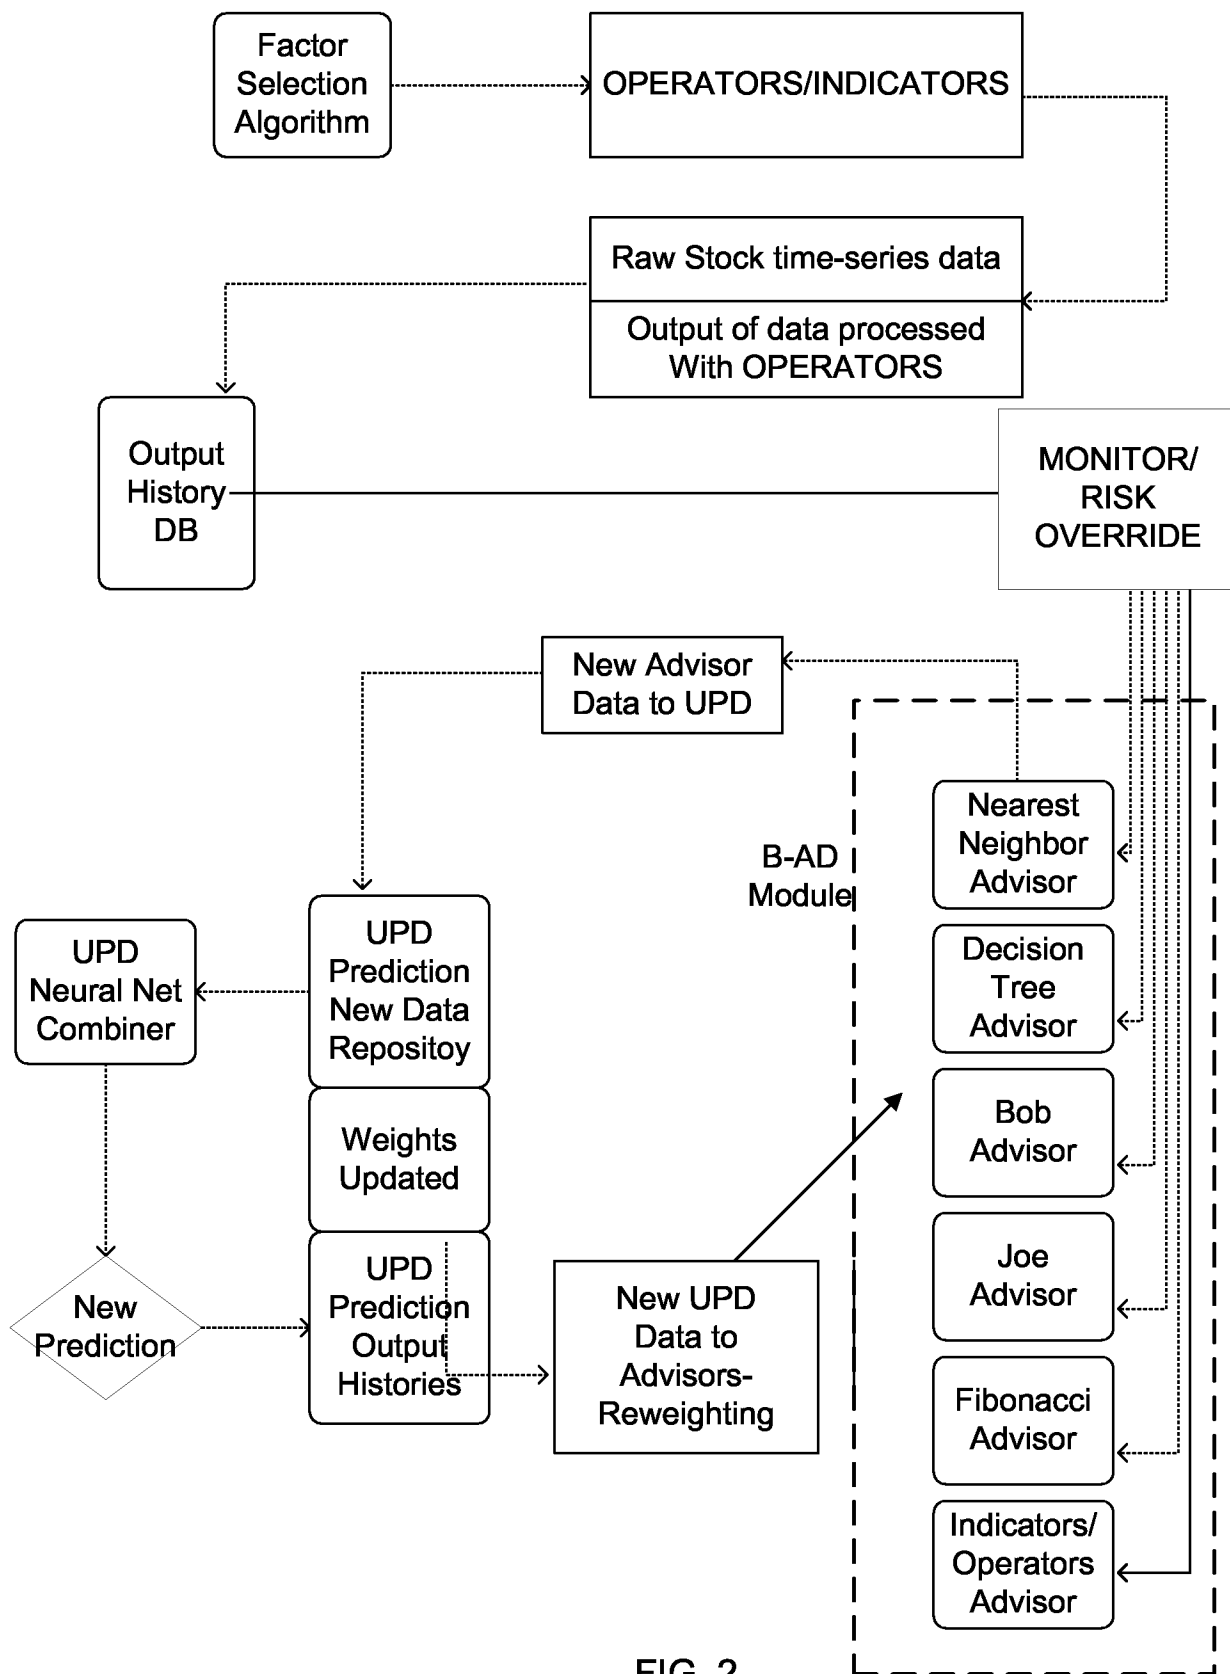 Factor
Selection
Algorithm
OPERATORS/INDICATORS
Raw Stock time-series data
Output of data processed
With OPERATORS
Output
History
DB
MONITOR/
RISK
OVERRIDE
New Advisor
Data to UPD
B-AD
Module
Nearest
Neighbor
Advisor
Decision
Tree
Advisor
Bob
Advisor
Joe
Advisor
Fibonacci
Advisor
Indicators/
Operators
Advisor
UPD
Prediction
New Data
Repositoy
UPD
Neural Net
Combiner
Weights
Updated
New
Prediction
UPD
Prediction
Output
Histories
New UPD
Data to
Advisors-
Reweighting
FIG. 2